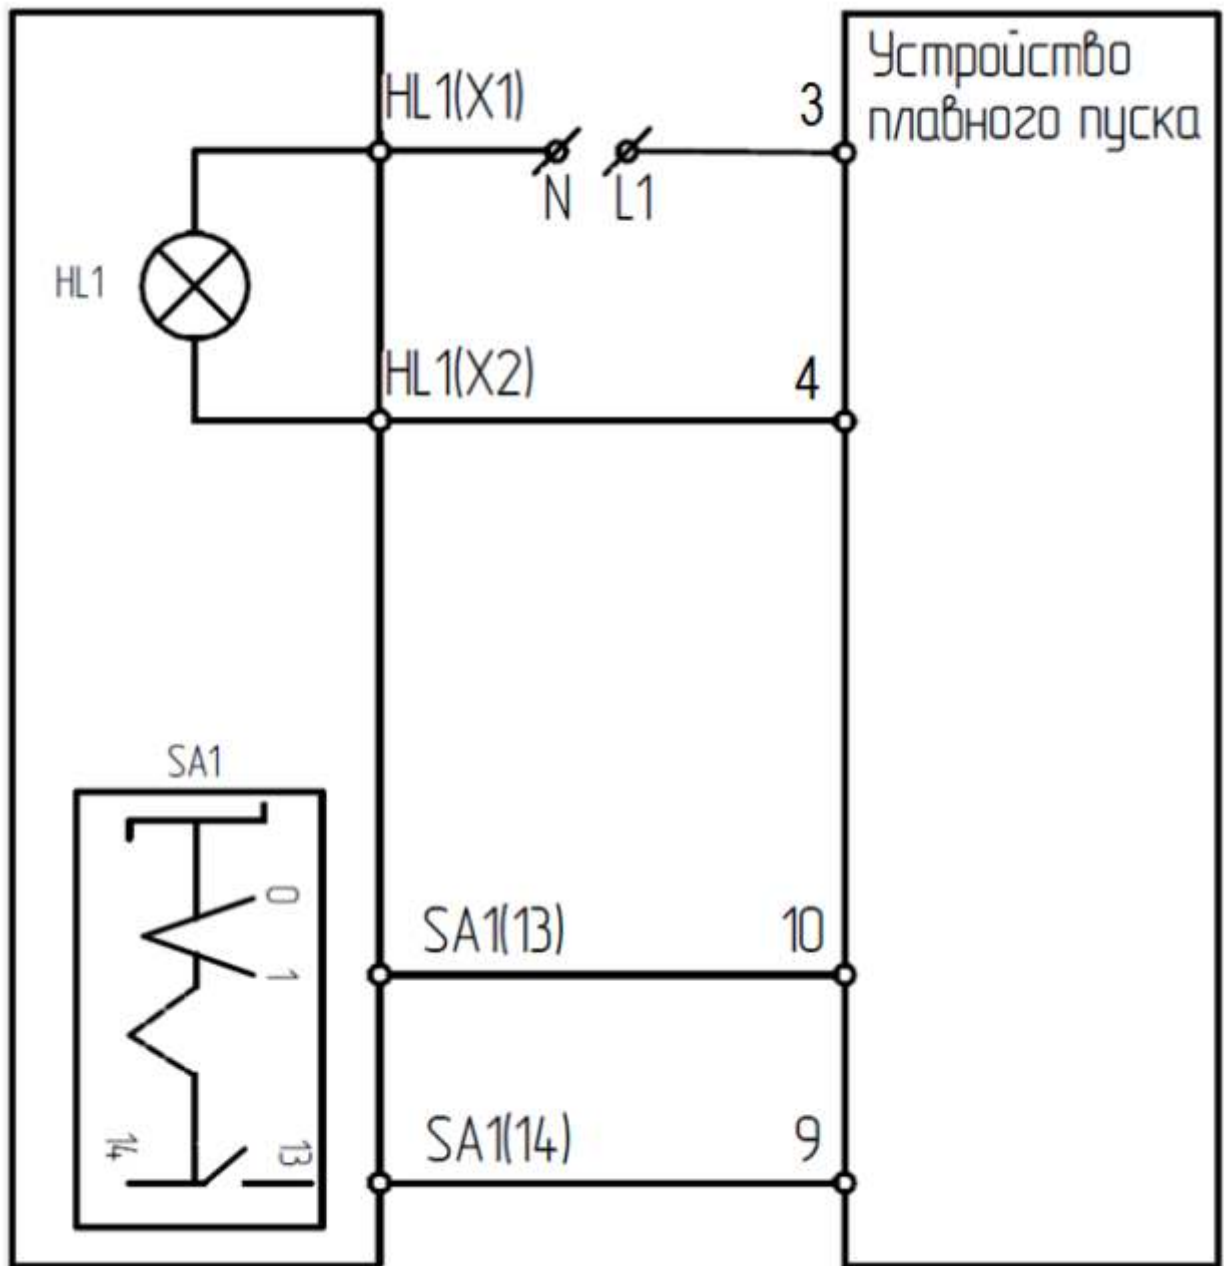 HL1(X1)
3
Устройство
плавного пуска
N
L1
HL1
HL1(X2)
4
SA1
0
1
SA1(13)
10
14
13
SA1(14)
9